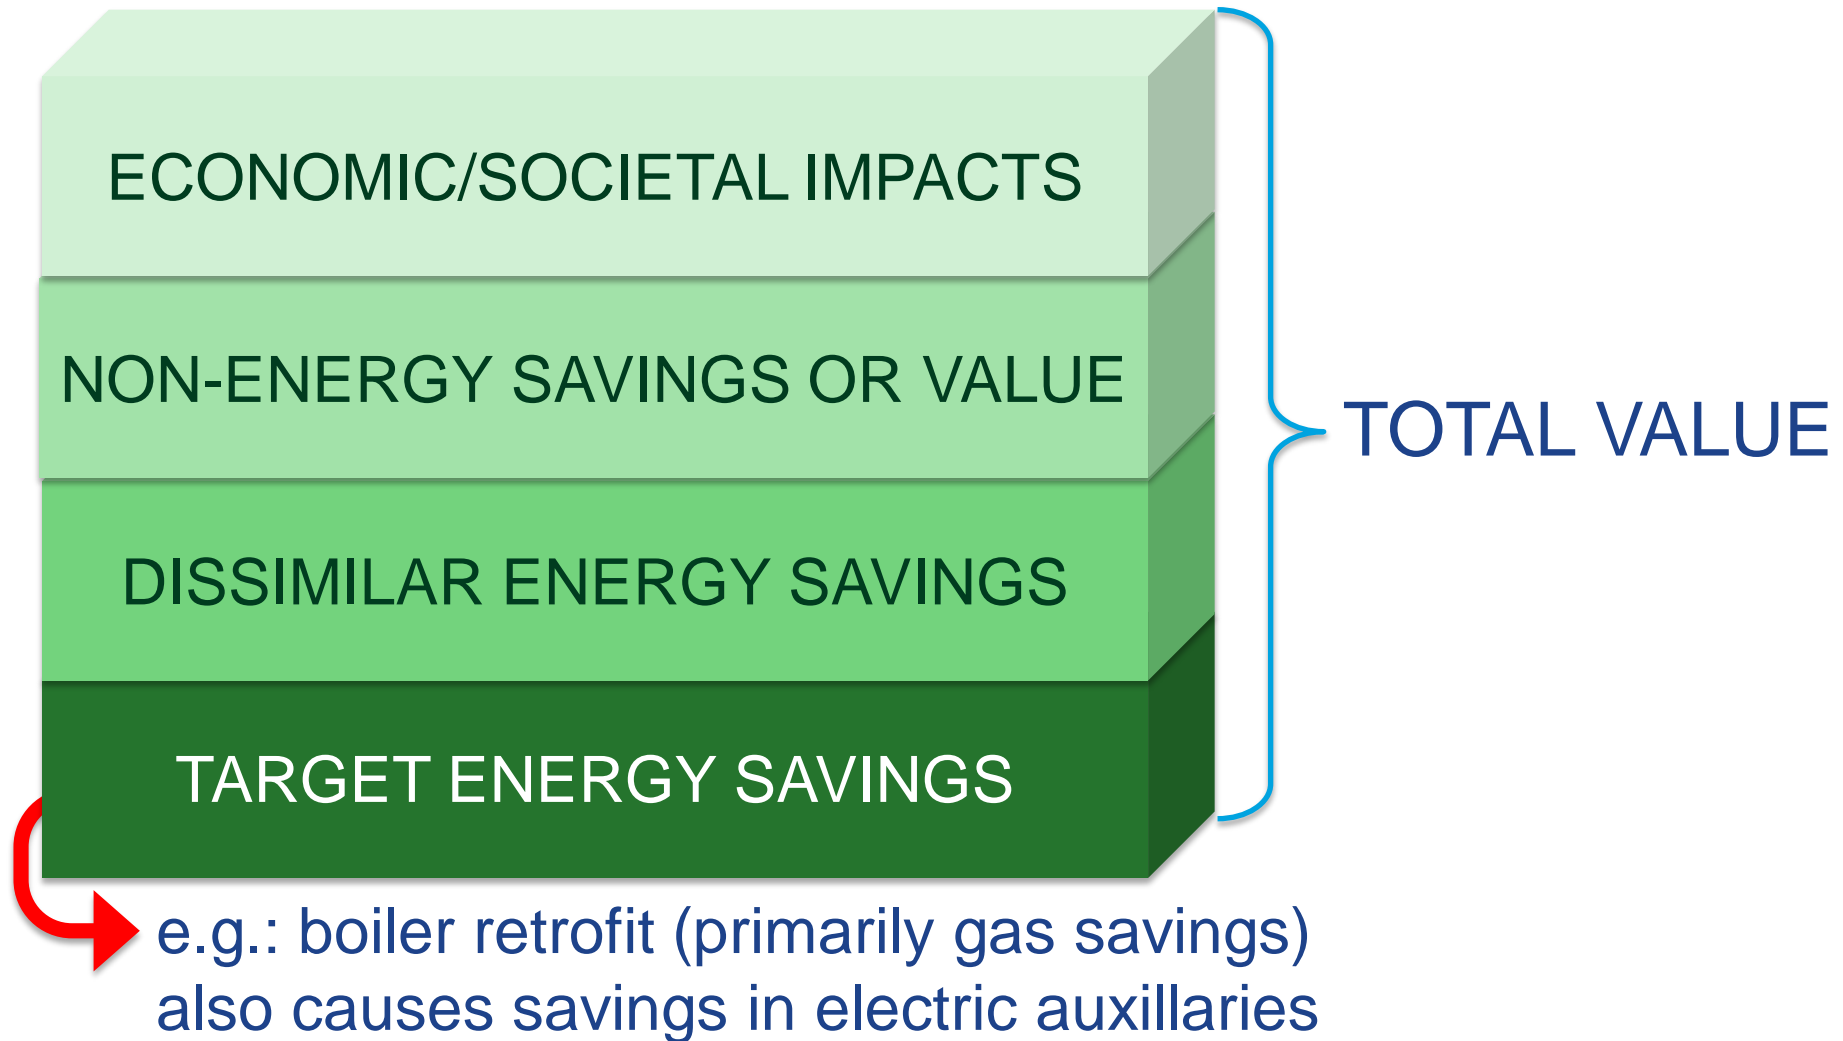 ECONOMIC/SOCIETAL IMPACTS
NON-ENERGY SAVINGS OR VALUE
TOTAL VALUE
DISSIMILAR ENERGY SAVINGS
TARGET ENERGY SAVINGS
e.g.: boiler retrofit (primarily gas savings)
also causes savings in electric auxillaries